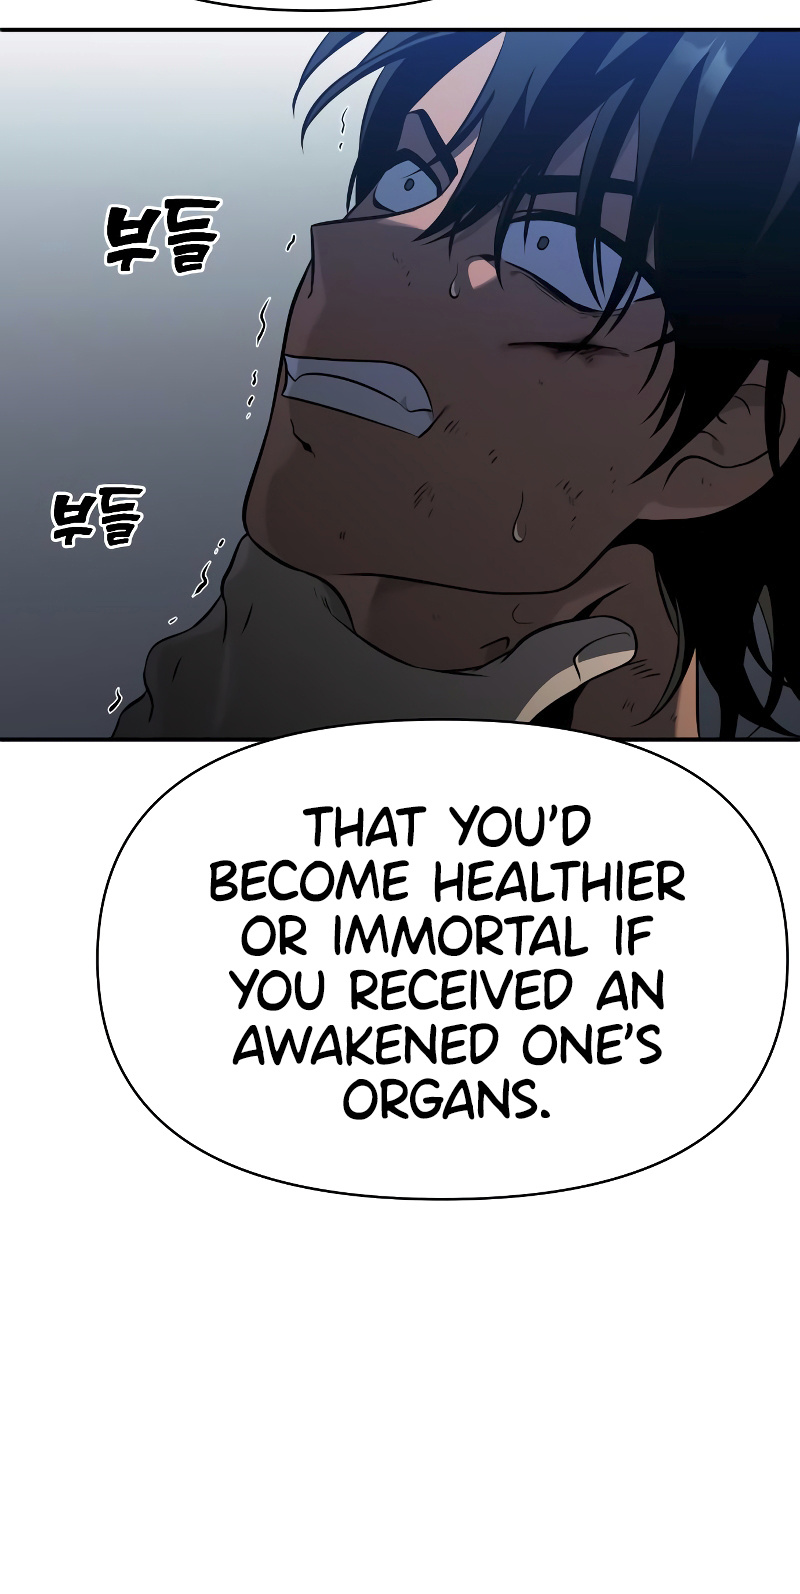 부들
부들
THAT YOU'D
BECOME HEALTHIER
OR IMMORTAL IF
YOU RECEIVED AN
AWAKENED ONE'S
ORGANS.